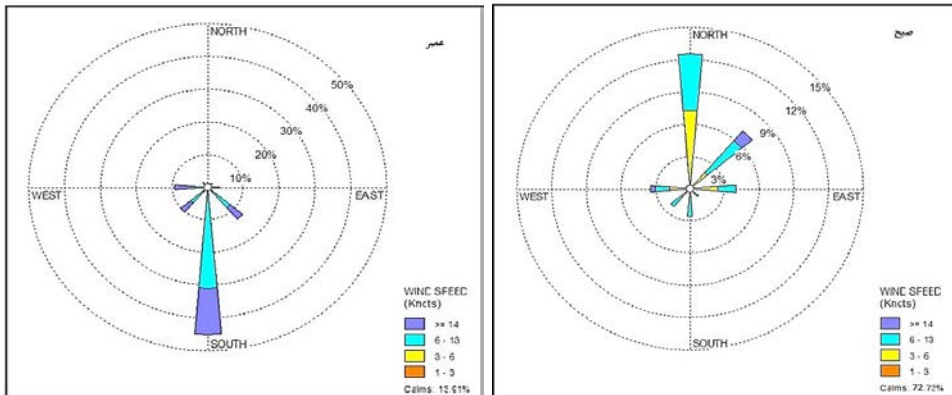 NORTH
عصر
50%
40%
30%
20%
10%
WEST
EAST
WIND SPEED
(Knots)
>= 14
6 - 13
3 - 6
1 - 3
SOUTH
NORTH
صبح
15%
12%
9%
6%
3%
WEST
EAST
WIND SPEED
(Knots)
>= 14
6 - 13
3 - 6
1 - 3
SOUTH
Calms: 72.73%